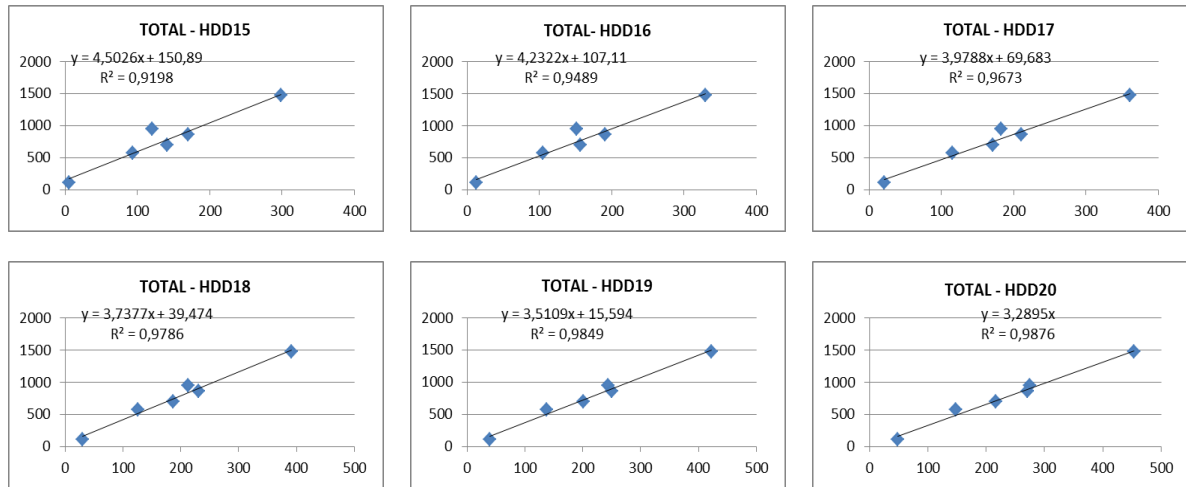 TOTAL - HDD15
y = 4,5026x + 150,89
R² = 0,9198
2000
1500
1000
500
0
0 100 200 300 400
TOTAL- HDD16
y = 4,2322x + 107,11
R² = 0,9489
2000
1500
1000
500
0
0 100 200 300 400
TOTAL - HDD17
y = 3,9788x + 69,683
R² = 0,9673
2000
1500
1000
500
0
0 100 200 300 400
TOTAL - HDD18
y = 3,7377x + 39,474
R² = 0,9786
2000
1500
1000
500
0
0 100 200 300 400 500
TOTAL - HDD19
y = 3,5109x + 15,594
R² = 0,9849
2000
1500
1000
500
0
0 100 200 300 400 500
TOTAL - HDD20
y = 3,2895x
R² = 0,9876
2000
1500
1000
500
0
0 100 200 300 400 500